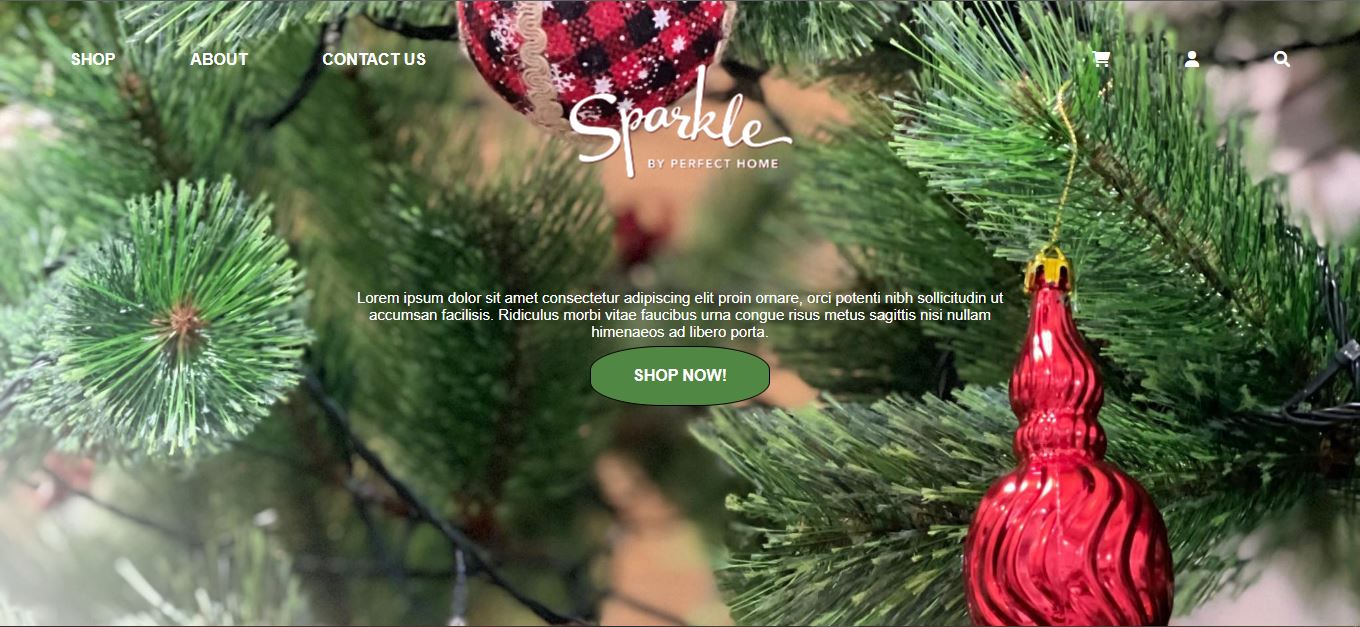 SHOP ABOUT CONTACT US
Sparkle
BY PERFECT HOME
Lorem ipsum dolor sit amet consectetur adipiscing elit proin ornare, orci potenti nibh sollicitudin ut
accumsan facilisis. Ridiculus morbi vitae faucibus urna congue risus metus sagittis nisi nullam
himenaeos ad libero porta.
SHOP NOW!